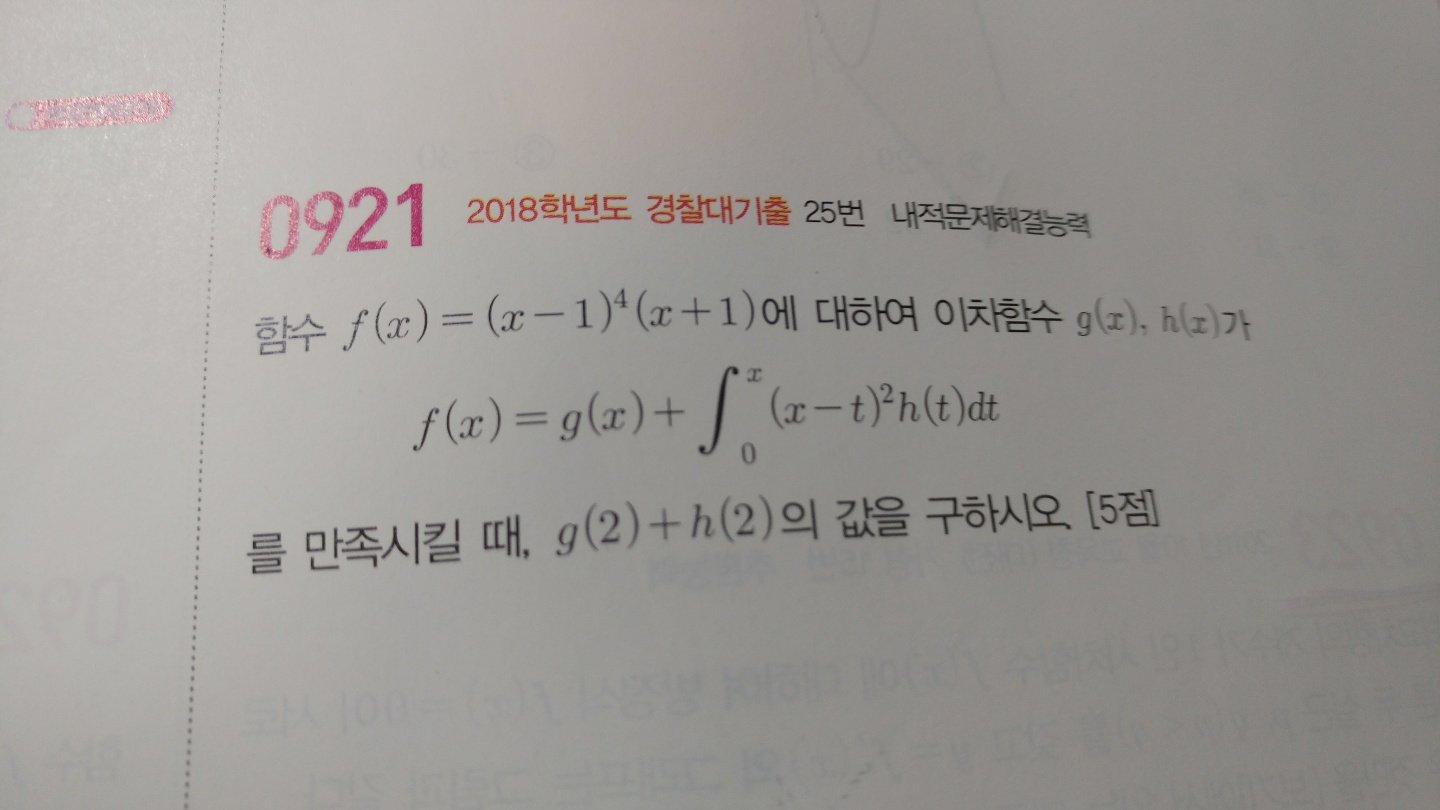 0921 2018학년도 경찰대기출 25번 내적문제해결능력
함수 f(x)=(x-1)⁴(x+1)에 대하여 이차함수 g(x), h(x)가
f(x)=g(x)+∫₀ˣ(x-t)²h(t)dt
를 만족시킬 때, g(2)+h(2)의 값을 구하시오. [5점]